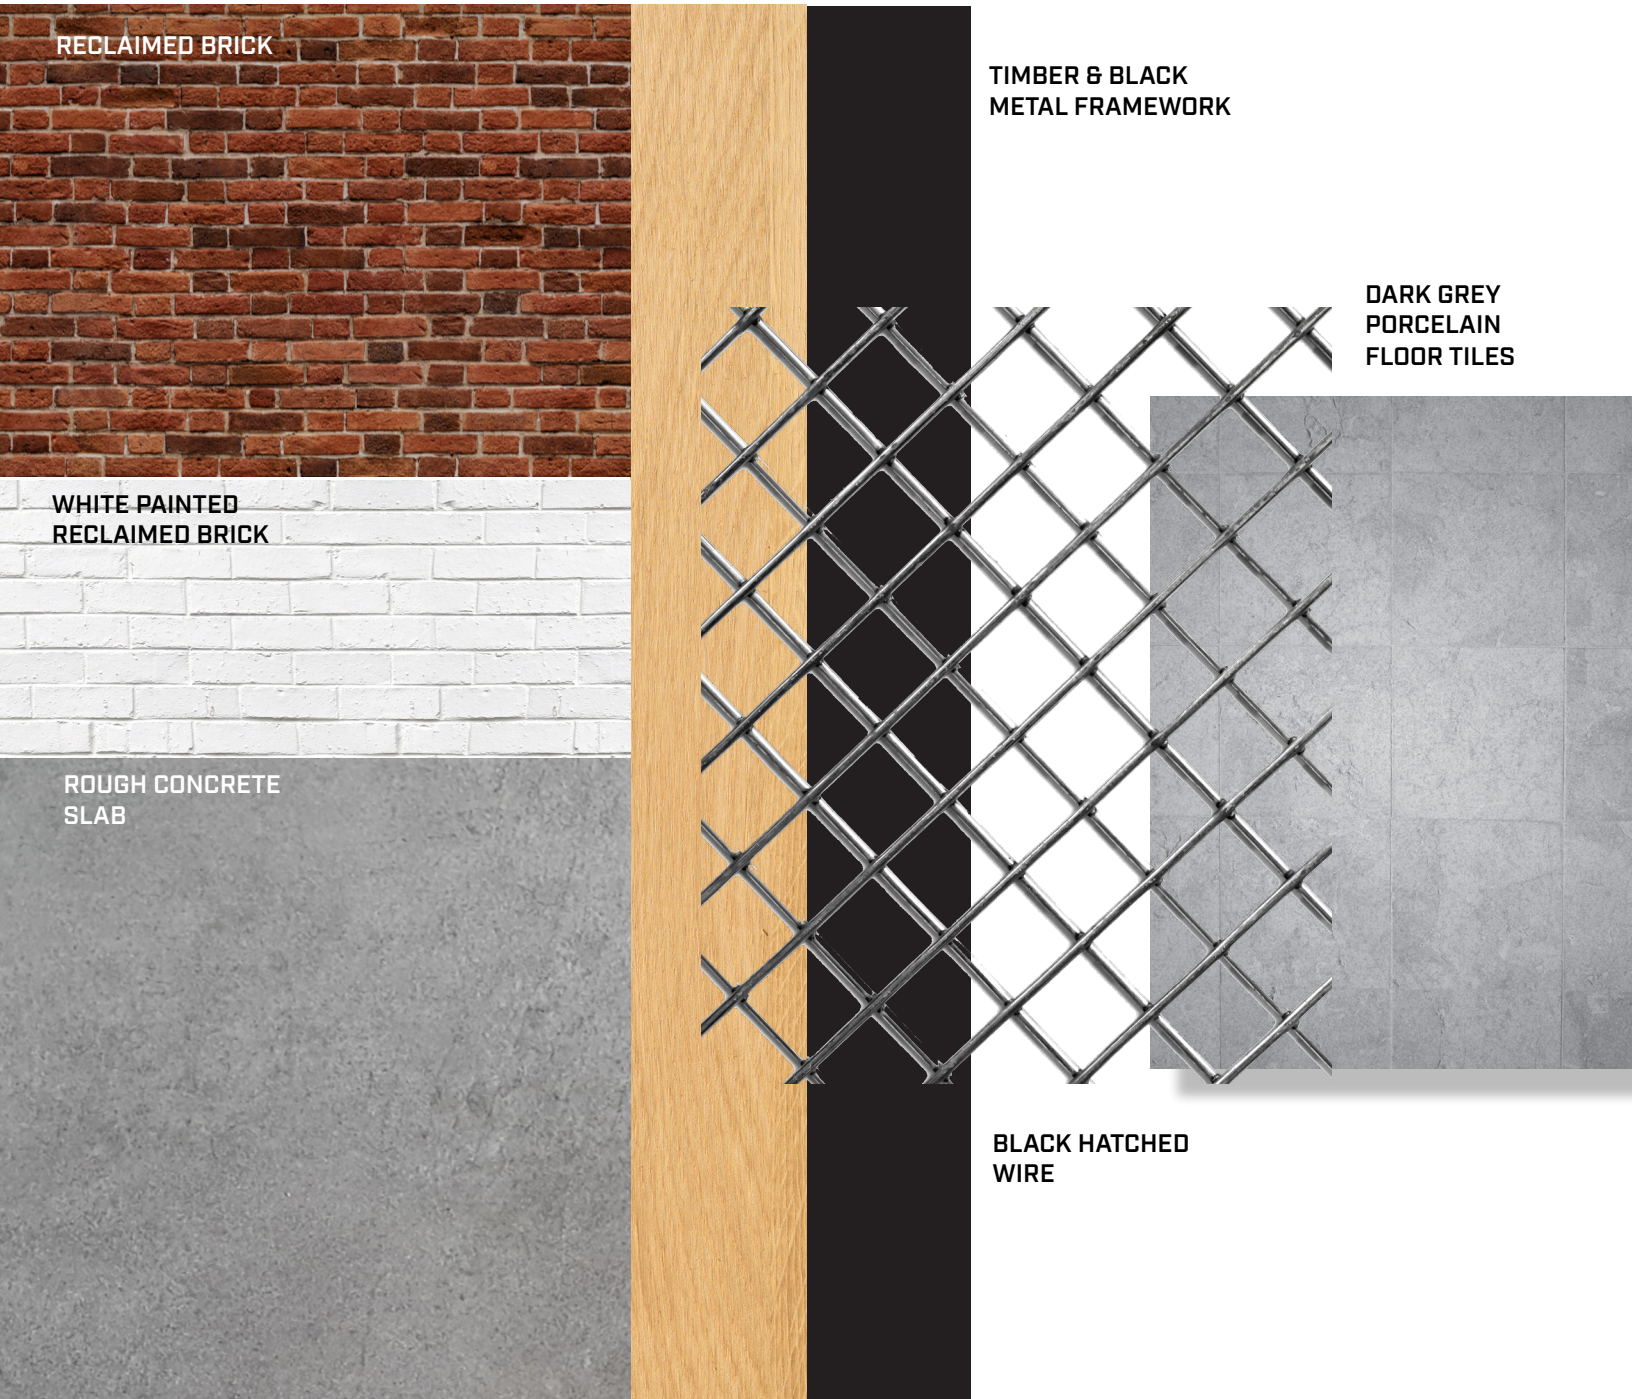 RECLAIMED BRICK
TIMBER & BLACK
METAL FRAMEWORK
DARK GREY
PORCELAIN
FLOOR TILES
WHITE PAINTED
RECLAIMED BRICK
ROUGH CONCRETE
SLAB
BLACK HATCHED
WIRE